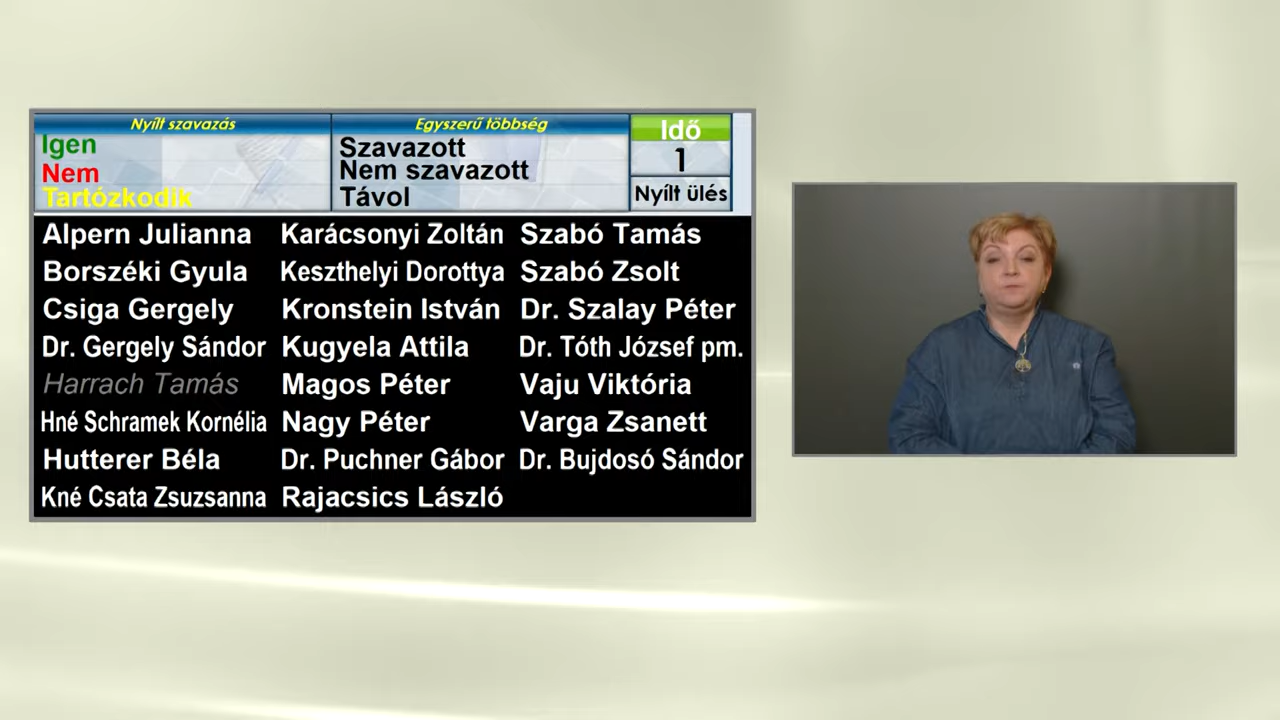 Nyílt szavazás
Igen
Nem
Tartózkodik
Egyszerű többség
Szavazott
Nem szavazott
Távol
Idő
1
Nyílt ülés
Alpern Julianna
Borszéki Gyula
Csiga Gergely
Dr. Gergely Sándor
Harrach Tamás
Hné Schramek Kornélia
Hutterer Béla
Kné Csata Zsuzsanna
Karácsonyi Zoltán
Keszthelyi Dorottya
Kronstein István
Kugyela Attila
Magos Péter
Nagy Péter
Dr. Puchner Gábor
Rajacsics László
Szabó Tamás
Szabó Zsolt
Dr. Szalay Péter
Dr. Tóth József pm.
Vaju Viktória
Varga Zsanett
Dr. Bujdosó Sándor